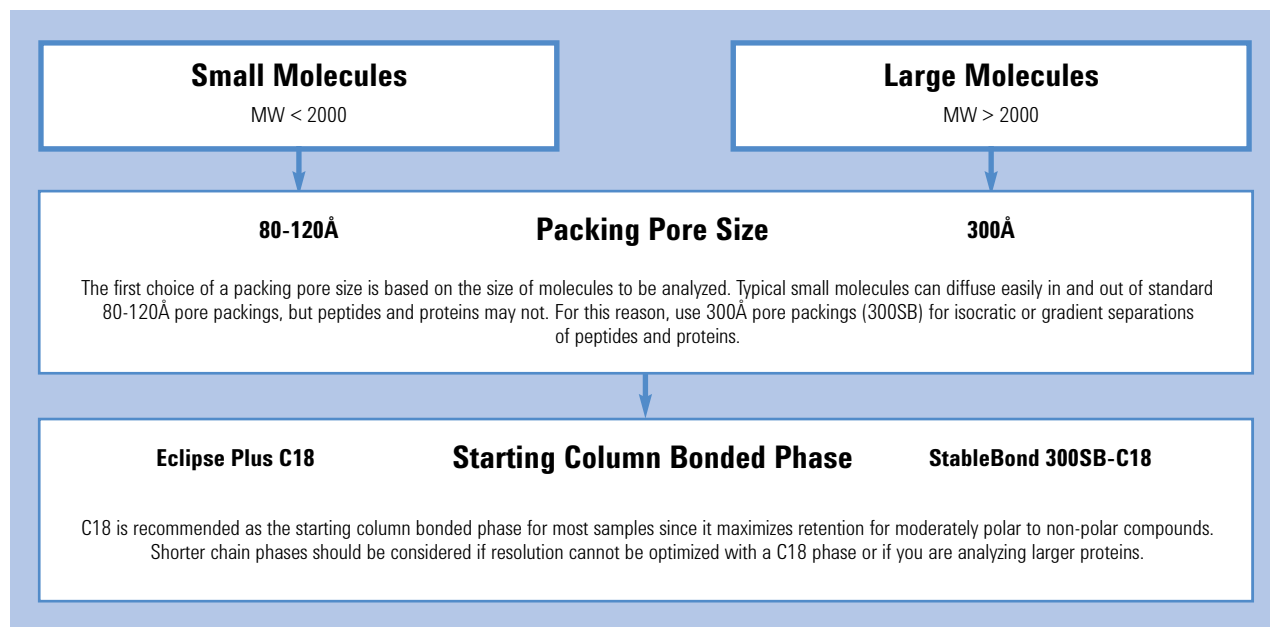 Small Molecules
MW < 2000
Large Molecules
MW > 2000
80-120Å
Packing Pore Size
300Å
The first choice of a packing pore size is based on the size of molecules to be analyzed. Typical small molecules can diffuse easily in and out of standard
80-120Å pore packings, but peptides and proteins may not. For this reason, use 300Å pore packings (300SB) for isocratic or gradient separations
of peptides and proteins.
Eclipse Plus C18
Starting Column Bonded Phase
StableBond 300SB-C18
C18 is recommended as the starting column bonded phase for most samples since it maximizes retention for moderately polar to non-polar compounds.
Shorter chain phases should be considered if resolution cannot be optimized with a C18 phase or if you are analyzing larger proteins.